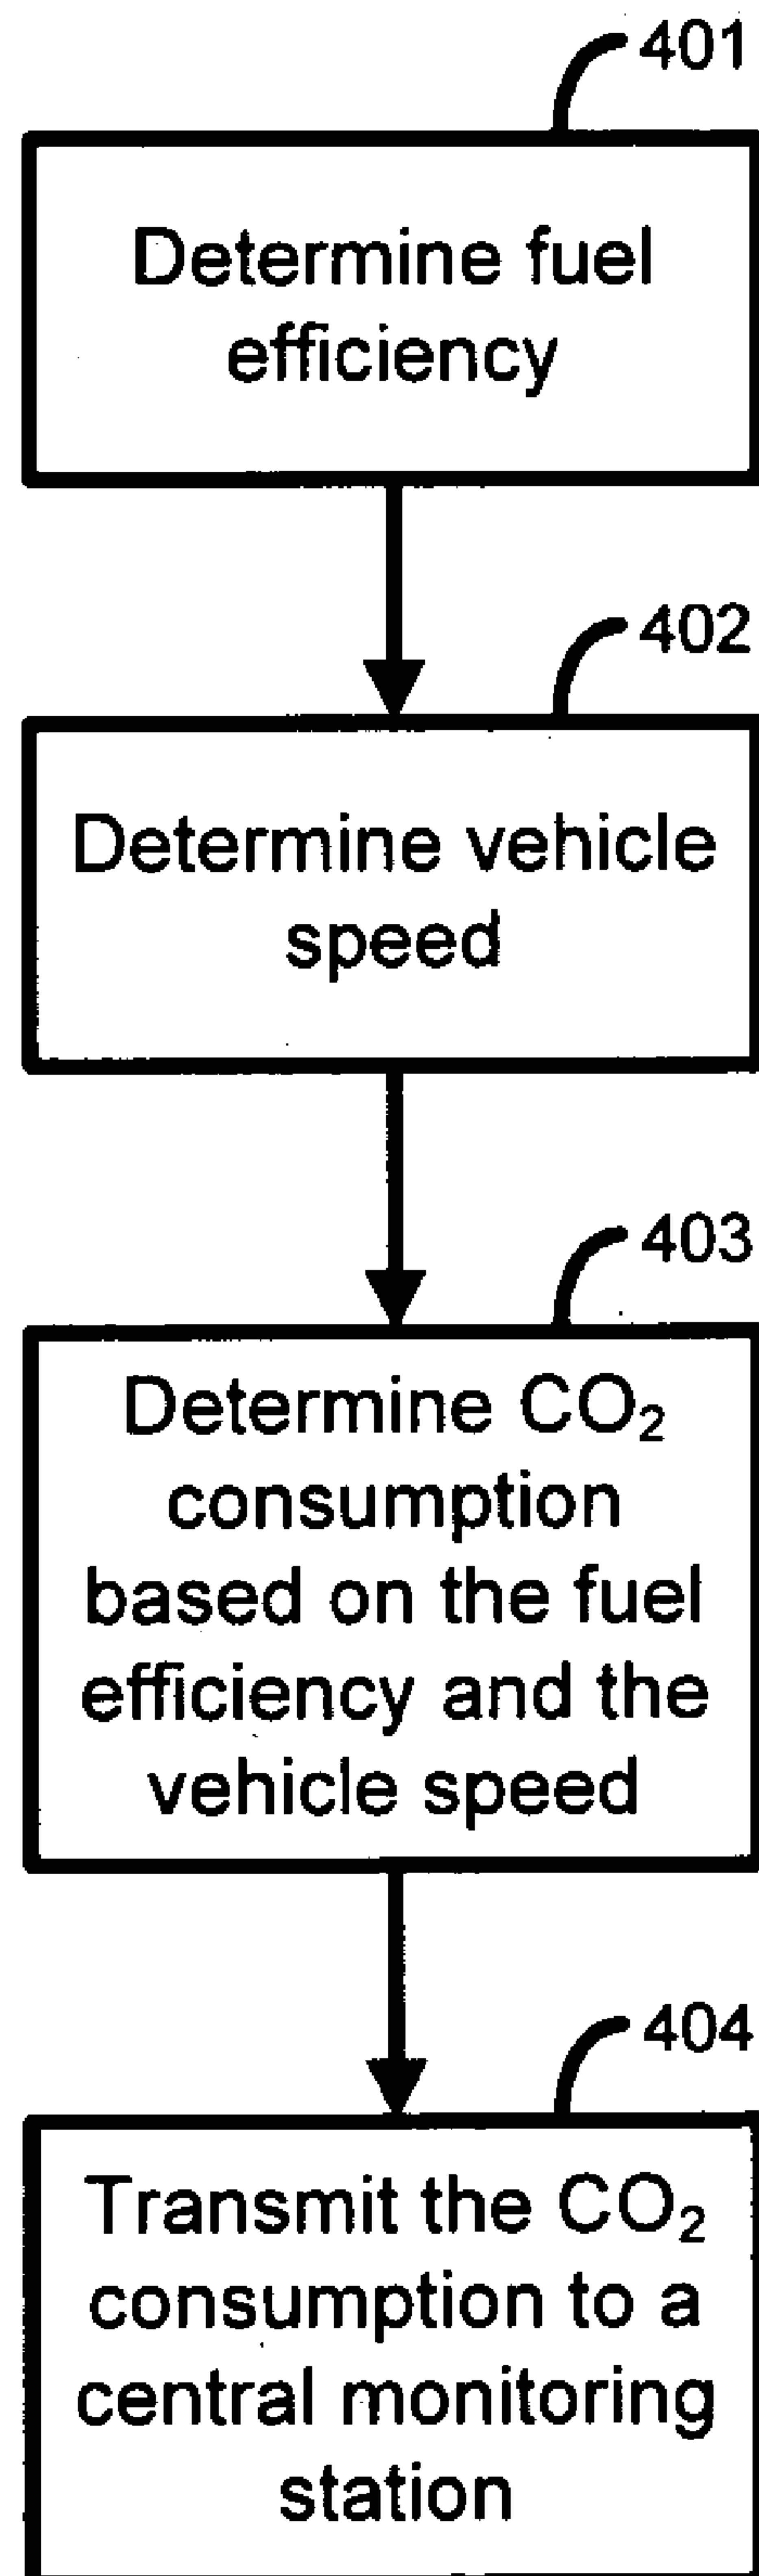 401
Determine fuel
efficiency
402
Determine vehicle
speed
403
Determine CO₂
consumption
based on the fuel
efficiency and the
vehicle speed
404
Transmit the CO₂
consumption to a
central monitoring
station